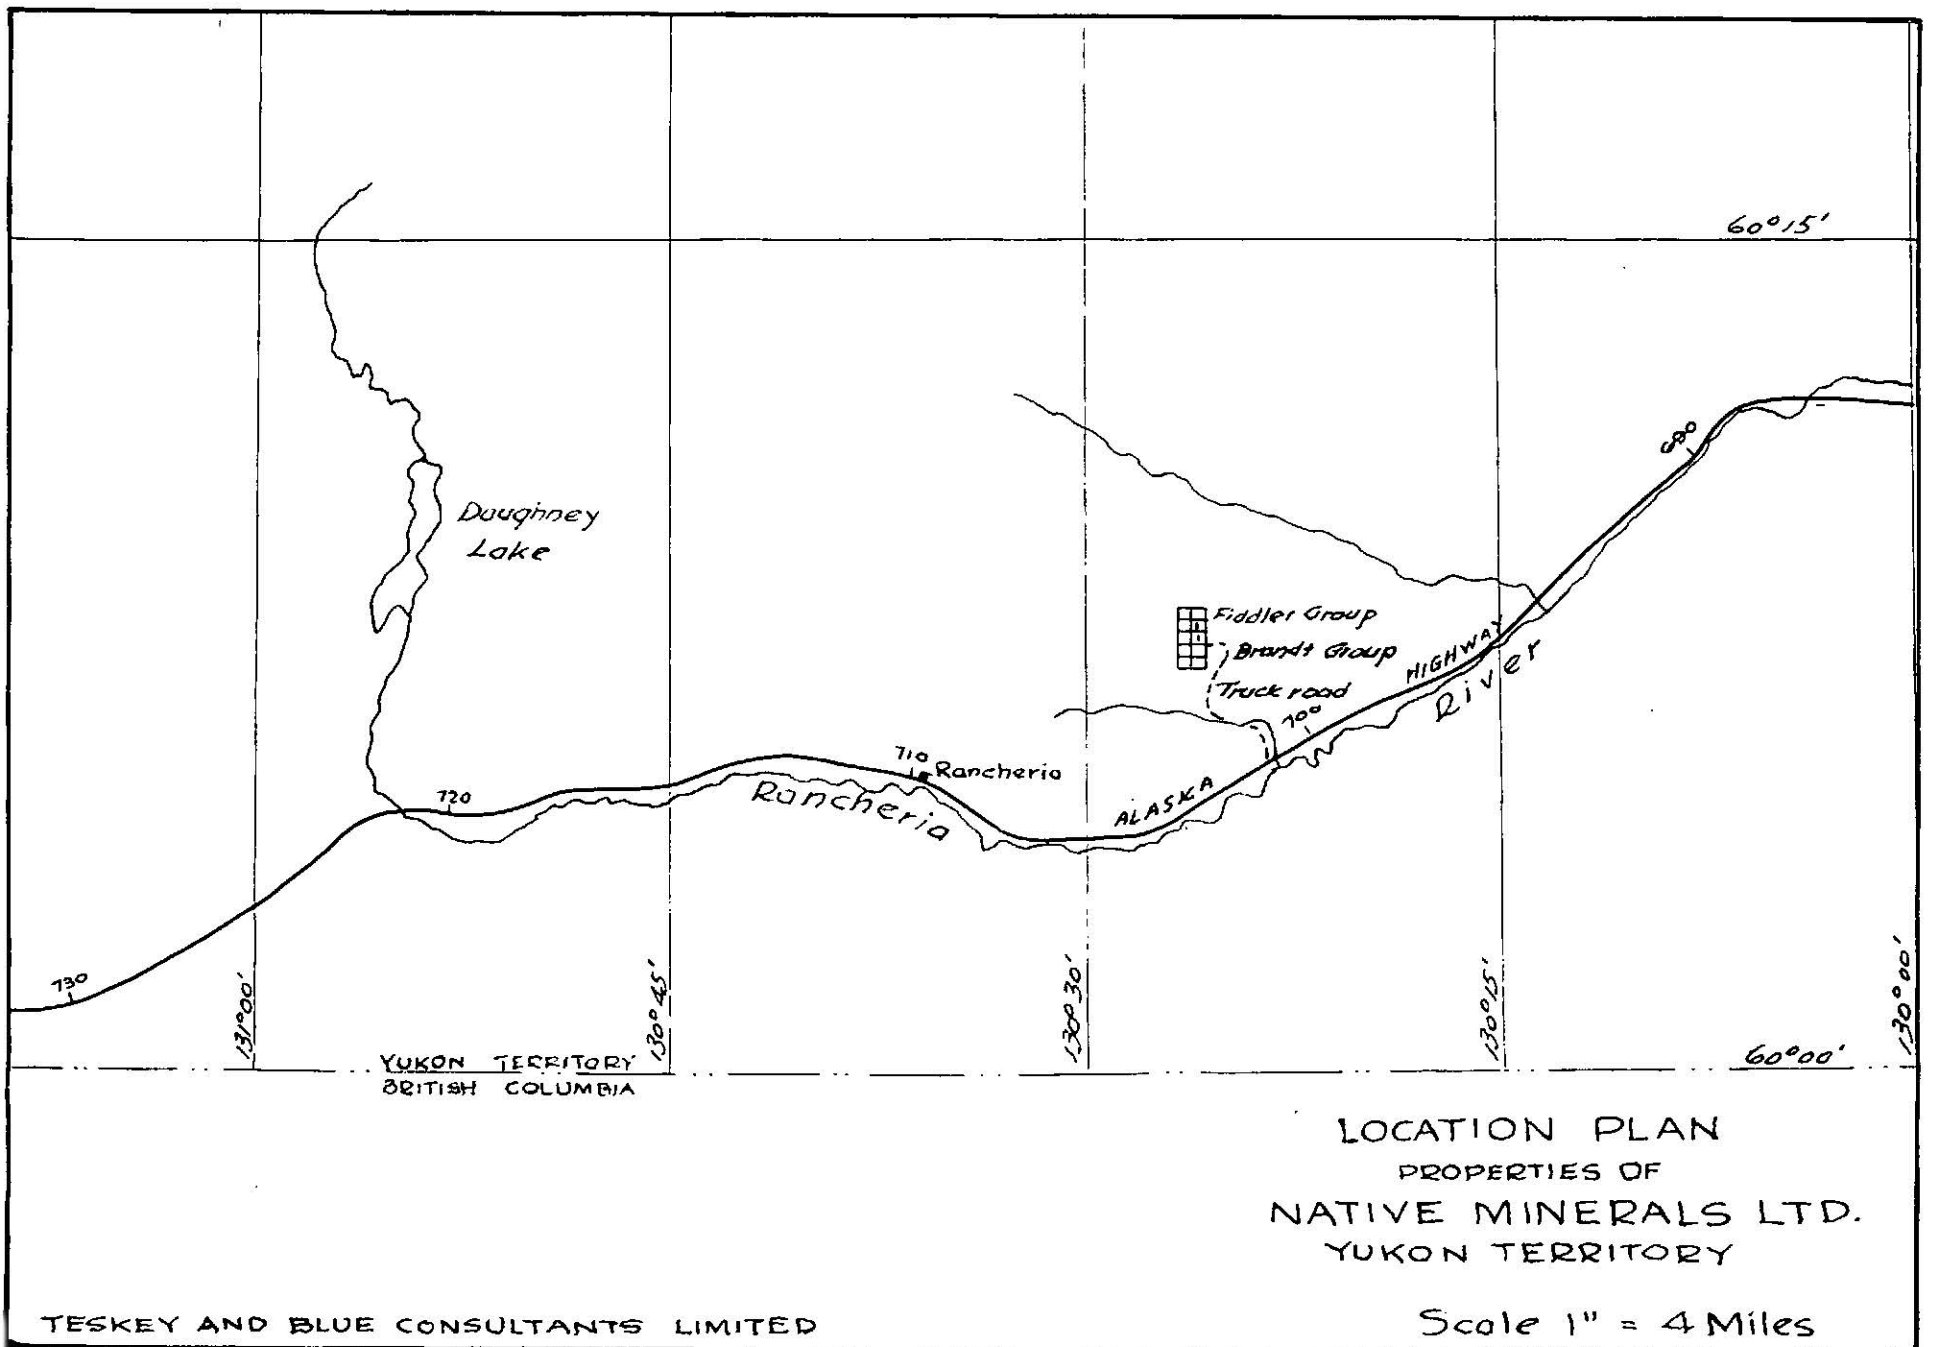 60°15'
690
Daughney
Lake
Fiddler Group
Brandt Group
Truck road
HIGHWAY
River
700
710
Rancheria
ALASKA
720
Rancheria
730
131°00'
130°45'
130°30'
130°15'
130°00'
60°00'
YUKON TERRITORY
BRITISH COLUMBIA
LOCATION PLAN
PROPERTIES OF
NATIVE MINERALS LTD.
YUKON TERRITORY
TESKEY AND BLUE CONSULTANTS LIMITED
Scale 1" = 4 Miles